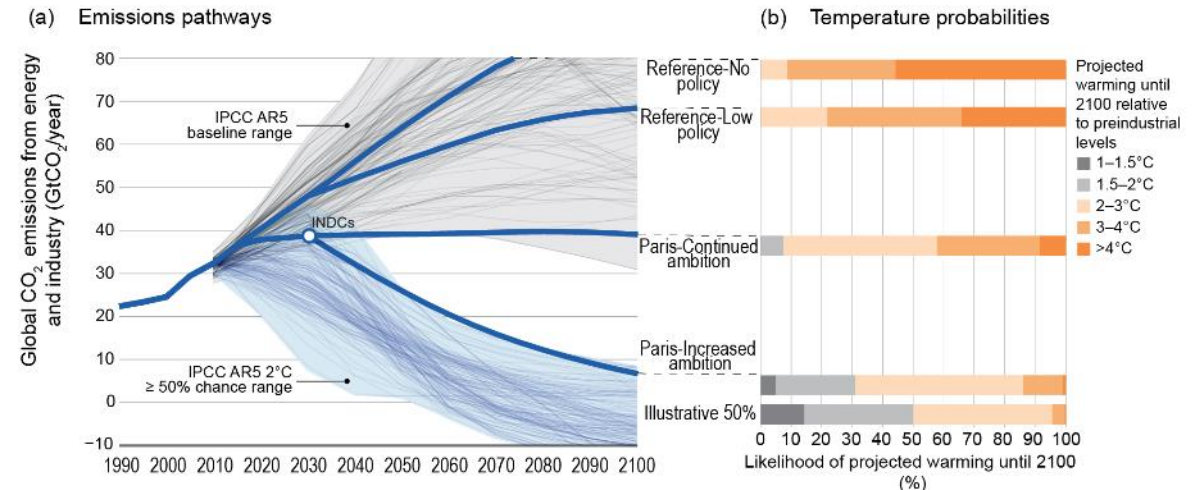 (a) Emissions pathways
Global CO₂ emissions from energy
and industry (GtCO₂/year)
80
70
60
50
40
30
20
10
0
−10
IPCC AR5
baseline range
INDCs
IPCC AR5 2°C
≥ 50% chance range
1990 2000 2010 2020 2030 2040 2050 2060 2070 2080 2090 2100
(b) Temperature probabilities
Reference-No
policy
Reference-Low
policy
Paris-Continued
ambition
Paris-Increased
ambition
Illustrative 50%
0 10 20 30 40 50 60 70 80 90 100
Likelihood of projected warming until 2100
(%)
Projected
warming until
2100 relative
to preindustrial
levels
1–1.5°C
1.5–2°C
2–3°C
3–4°C
>4°C